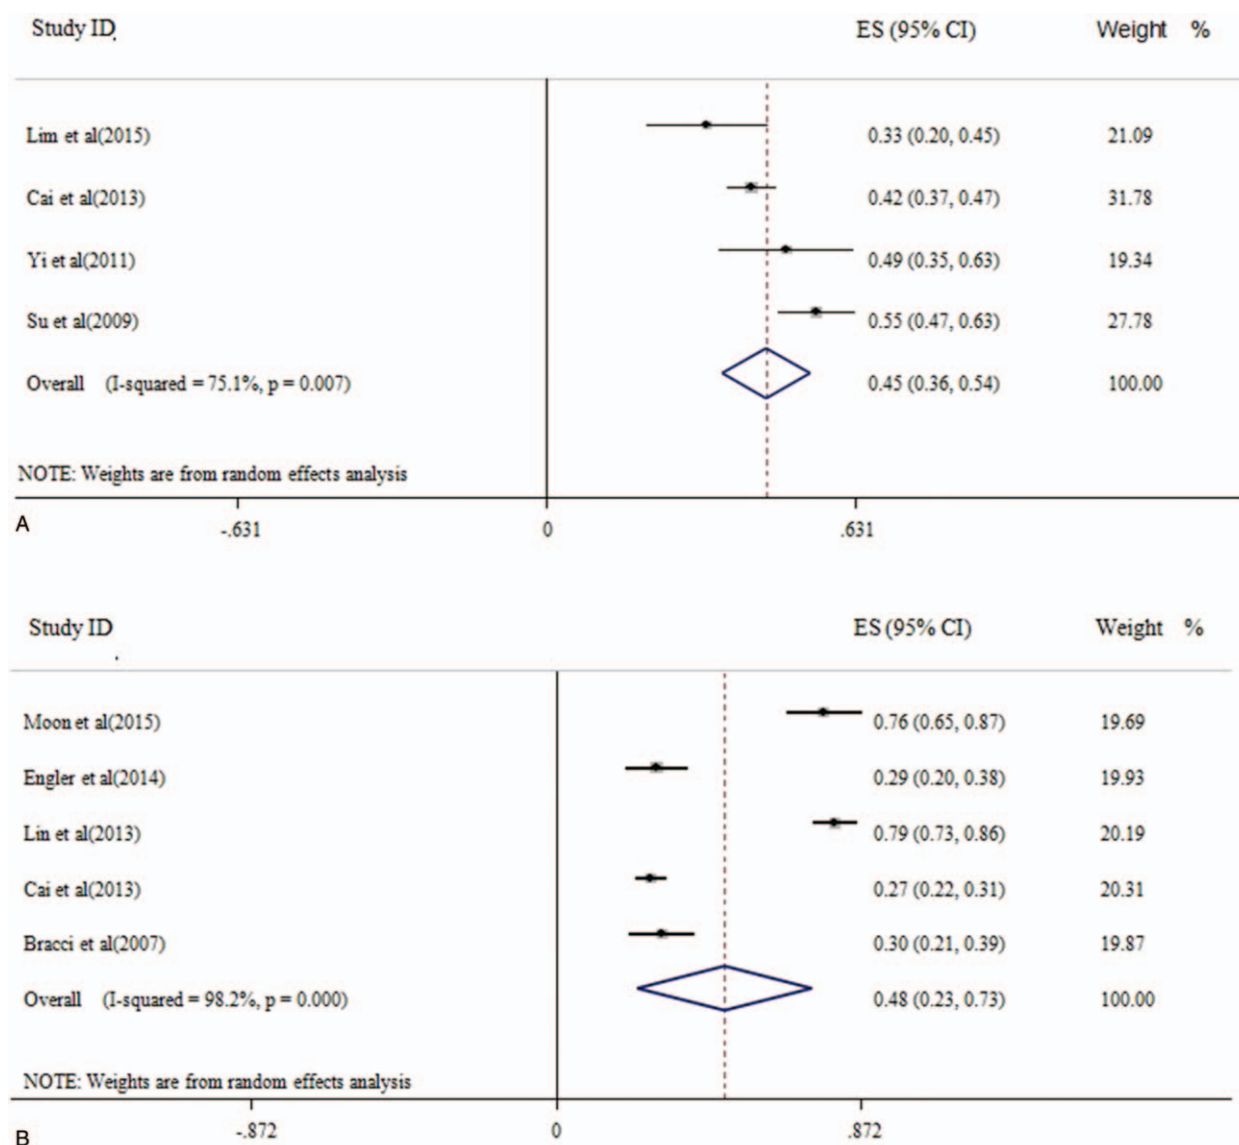 Study ID. ES (95% CI) Weight %
Lim et al(2015) 0.33 (0.20, 0.45) 21.09
Cai et al(2013) 0.42 (0.37, 0.47) 31.78
Yi et al(2011) 0.49 (0.35, 0.63) 19.34
Su et al(2009) 0.55 (0.47, 0.63) 27.78
Overall (I-squared = 75.1%, p = 0.007) 0.45 (0.36, 0.54) 100.00
NOTE: Weights are from random effects analysis
A
-.631 0 .631
Study ID ES (95% CI) Weight %
.
Moon et al(2015) 0.76 (0.65, 0.87) 19.69
Engler et al(2014) 0.29 (0.20, 0.38) 19.93
Lin et al(2013) 0.79 (0.73, 0.86) 20.19
Cai et al(2013) 0.27 (0.22, 0.31) 20.31
Bracci et al(2007) 0.30 (0.21, 0.39) 19.87
Overall (I-squared = 98.2%, p = 0.000) 0.48 (0.23, 0.73) 100.00
NOTE: Weights are from random effects analysis
B
-.872 0 .872